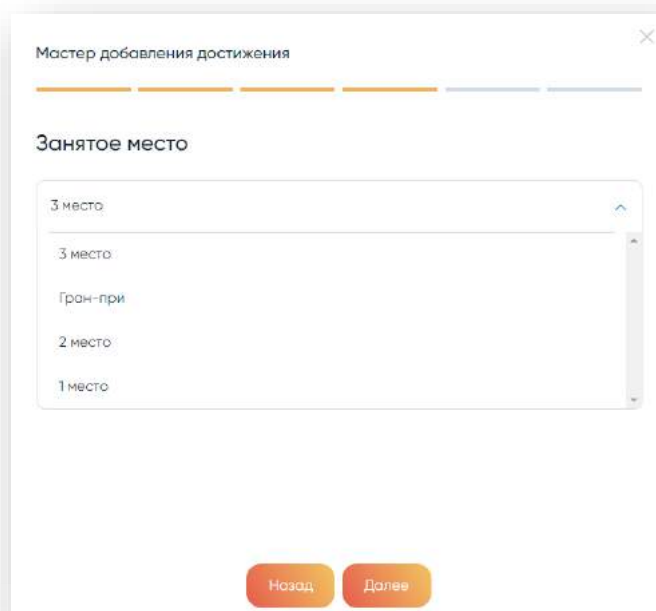 Мастер добавления достижения
Занятое место
3 место
3 место
Гран-при
2 место
1 место
Назад Далее